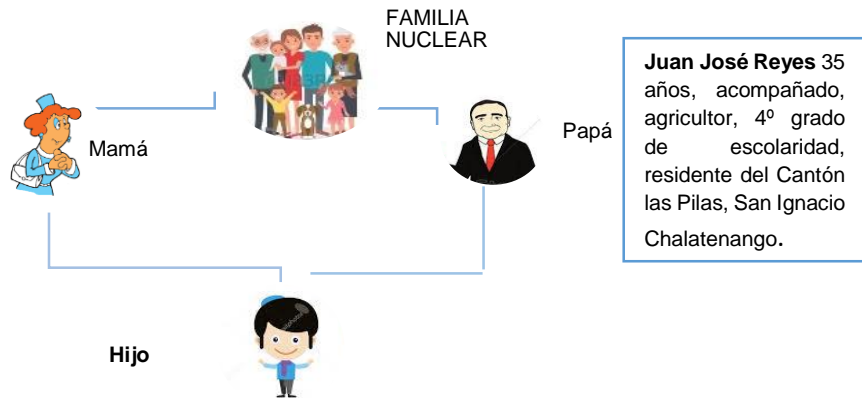 FAMILIA
NUCLEAR
Mamá
Papá
Juan José Reyes 35
años, acompañado,
agricultor, 4º grado
de escolaridad,
residente del Cantón
las Pilas, San Ignacio
Chalatenango.
Hijo